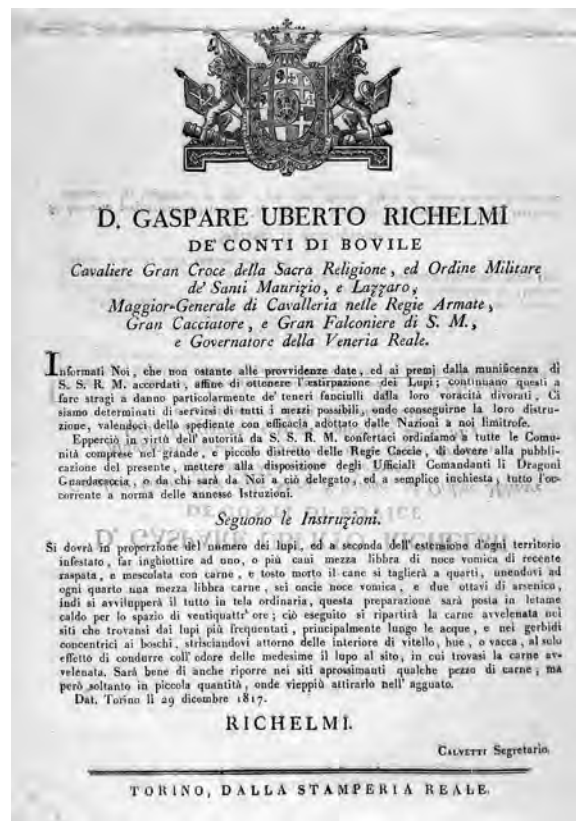 D. GASPARE UBERTO RICHELMI
DE' CONTI DI BOVILE
Cavaliere Gran Croce della Sacra Religione, ed Ordine Militare
de' Santi Maurizio, e Lazzaro,
Maggior-Generale di Cavalleria nelle Regie Armate,
Gran Cacciatore, e Gran Falconiere di S. M.,
e Governatore della Veneria Reale.
Informati Noi, che non ostante alle provvidenze date, ed ai premj dalla munificenza di
S. S. R. M. accordati, affine di ottenere l'estirpazione dei Lupi; continuano questi a
fare stragi a danno particolarmente de' teneri fanciulli dalla loro voracità divorati, Ci
siamo determinati di servirsi di tutti i mezzi possibili, onde conseguirne la loro distru-
zione, valendoci dello spediente con efficacia adottato dalle Nazioni a noi limitrofe.
Epperciò in virtù dell'autorità da S. S. R. M. confertaci ordiniamo a tutte le Comu-
nità comprese nel grande, e piccolo distretto delle Regie Caccie, di dovere alla pubbli-
cazione del presente, mettere alla disposizione degli Ufficiali Comandanti li Dragoni
Guardacaccia, o da chi sarà da Noi a ciò delegato, ed a semplice inchiesta, tutto l'oc-
corrente a norma delle annesse Istruzioni.
Seguono le Instruzioni.
Si dovrà in proporzione del numero dei lupi, ed a seconda dell'estensione d'ogni territorio
infestato, far inghiottire ad uno, o più cani mezza libbra di noce vomica di recente
raspata, e mescolata con carne, e tosto morto il cane si taglierà a quarti, unendovi ad
ogni quarto una mezza libbra carne, sei oncie noce vomica, e due ottavi di arsenico,
indi si avvilupperà il tutto in tela ordinaria, questa preparazione sarà posta in letame
caldo per lo spazio di ventiquattr'ore; ciò eseguito si ripartirà la carne avvelenata nei
siti che trovansi dai lupi più frequentati, principalmente lungo le acque, e nei gerbidi
concentrici ai boschi, strisciandovi attorno delle interiore di vitello, bue, o vacca, al solo
effetto di condurre coll'odore delle medesime il lupo al sito, in cui trovasi la carne av-
velenata. Sarà bene di anche riporre nei siti aprossimanti qualche pezzo di carne, ma
però soltanto in piccola quantità, onde vieppiù attirarlo nell'agguato.
Dat. Torino li 29 dicembre 1817.
RICHELMI.
CALVETTI Segretario.
TORINO, DALLA STAMPERIA REALE.